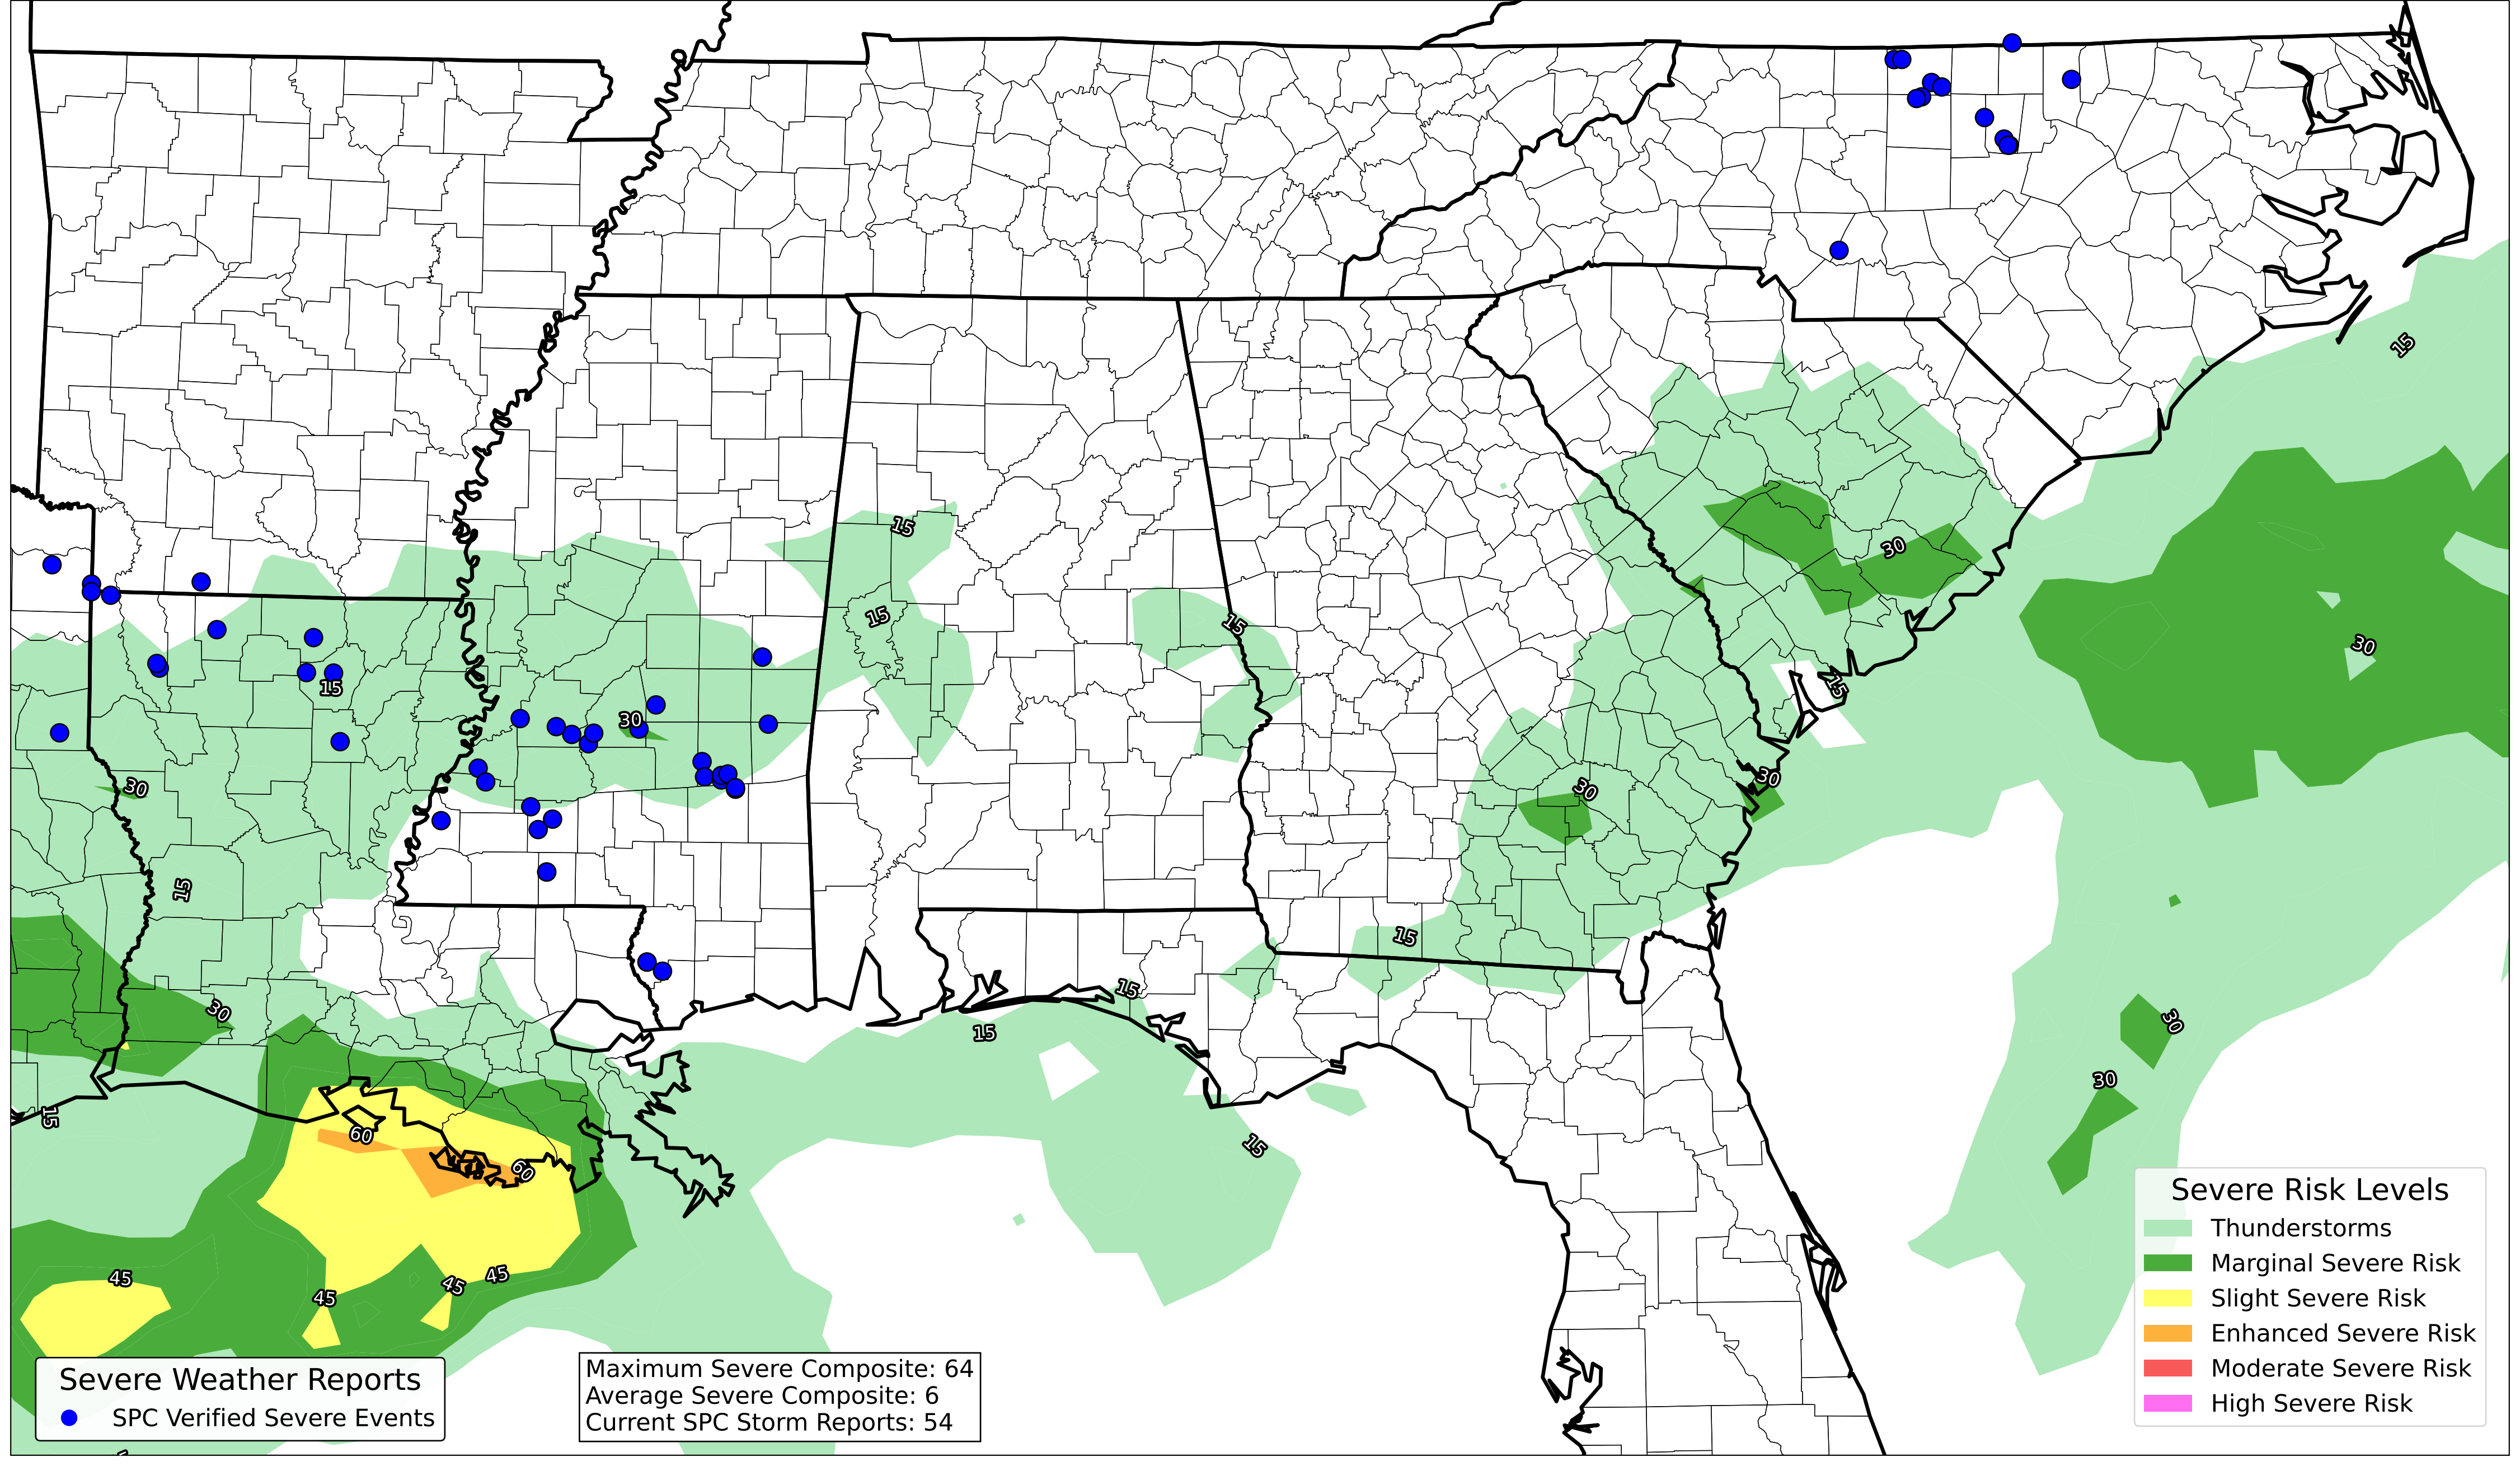 15
15
30
15
15
15
30
15
15
30
30
30
30
15
15
30
15
30
15
15
30
15
60
15
60
45
45
45
45
Severe Weather Reports
SPC Verified Severe Events
Maximum Severe Composite: 64
Average Severe Composite: 6
Current SPC Storm Reports: 54
Severe Risk Levels
Thunderstorms
Marginal Severe Risk
Slight Severe Risk
Enhanced Severe Risk
Moderate Severe Risk
High Severe Risk